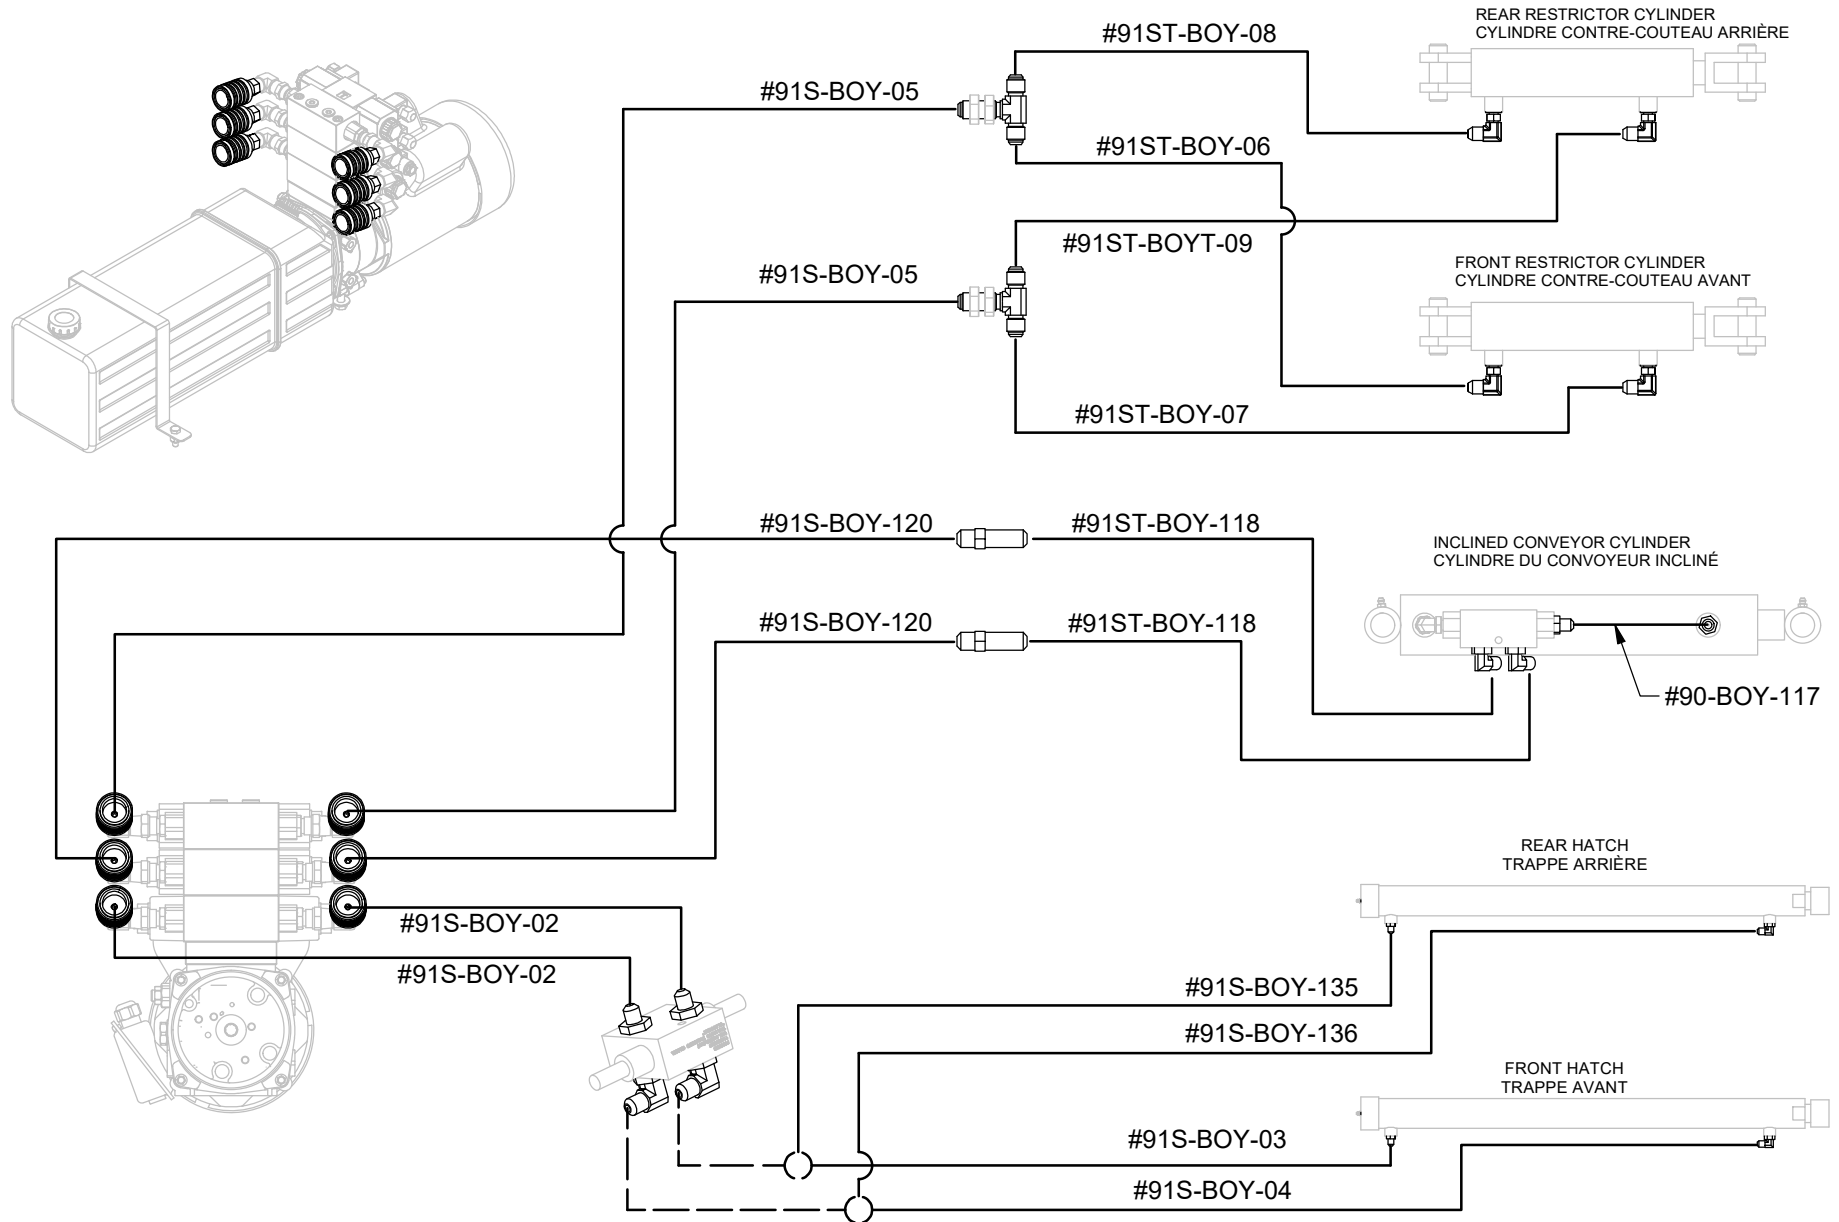 REAR RESTRICTOR CYLINDER
CYLINDRE CONTRE-COUTEAU ARRIÈRE
#91ST-BOY-08
#91S-BOY-05
#91ST-BOY-06
#91ST-BOYT-09
#91S-BOY-05
FRONT RESTRICTOR CYLINDER
CYLINDRE CONTRE-COUTEAU AVANT
#91ST-BOY-07
#91S-BOY-120
#91ST-BOY-118
INCLINED CONVEYOR CYLINDER
CYLINDRE DU CONVOYEUR INCLINÉ
#91S-BOY-120
#91ST-BOY-118
#90-BOY-117
REAR HATCH
TRAPPE ARRIÈRE
#91S-BOY-02
#91S-BOY-02
#91S-BOY-135
#91S-BOY-136
FRONT HATCH
TRAPPE AVANT
#91S-BOY-03
#91S-BOY-04